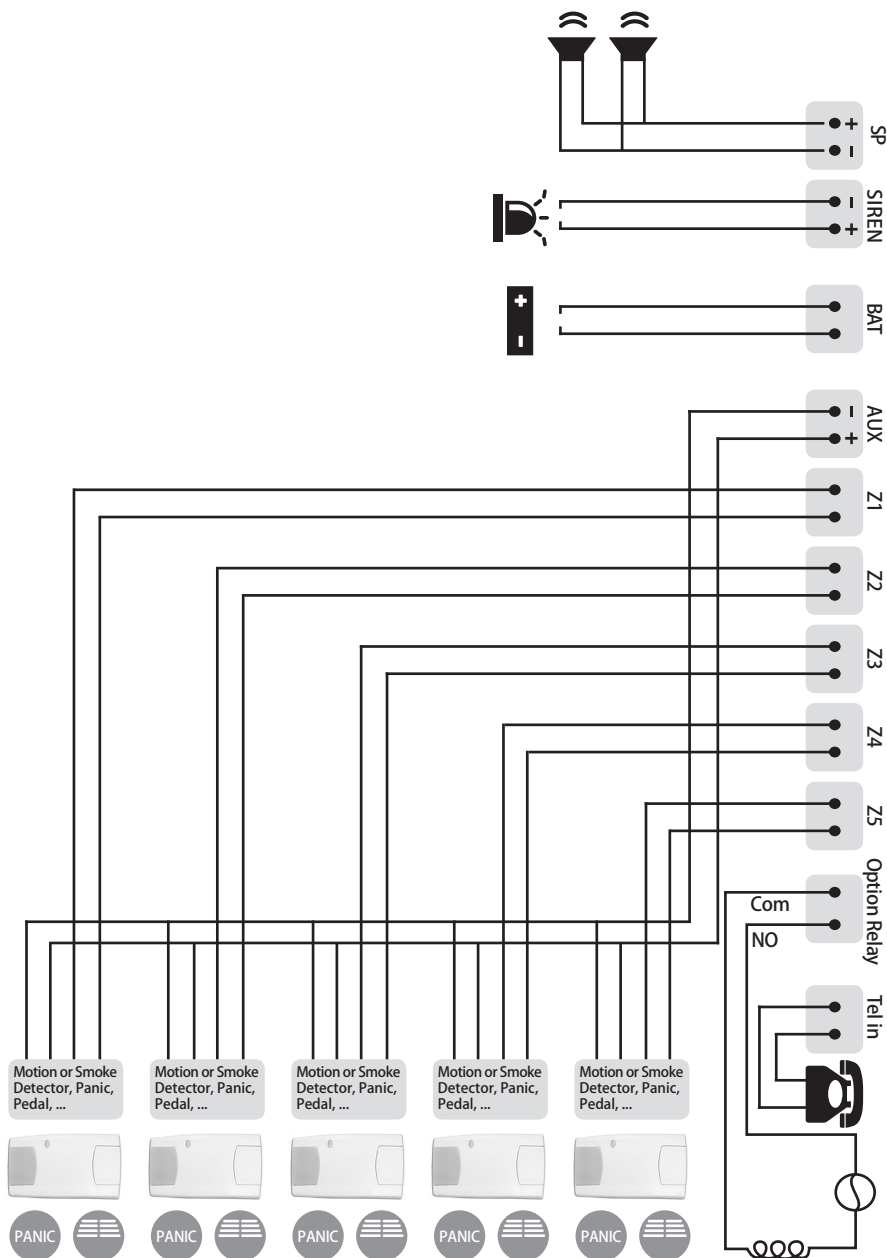 +
-
SP
-
+
SIREN
+
-
BAT
-
+
AUX
Z1
Z2
Z3
Z4
Z5
Com
NO
Option Relay
Tel in
Motion or Smoke
Detector, Panic,
Pedal, ...
Motion or Smoke
Detector, Panic,
Pedal, ...
Motion or Smoke
Detector, Panic,
Pedal, ...
Motion or Smoke
Detector, Panic,
Pedal, ...
Motion or Smoke
Detector, Panic,
Pedal, ...
PANIC
PANIC
PANIC
PANIC
PANIC